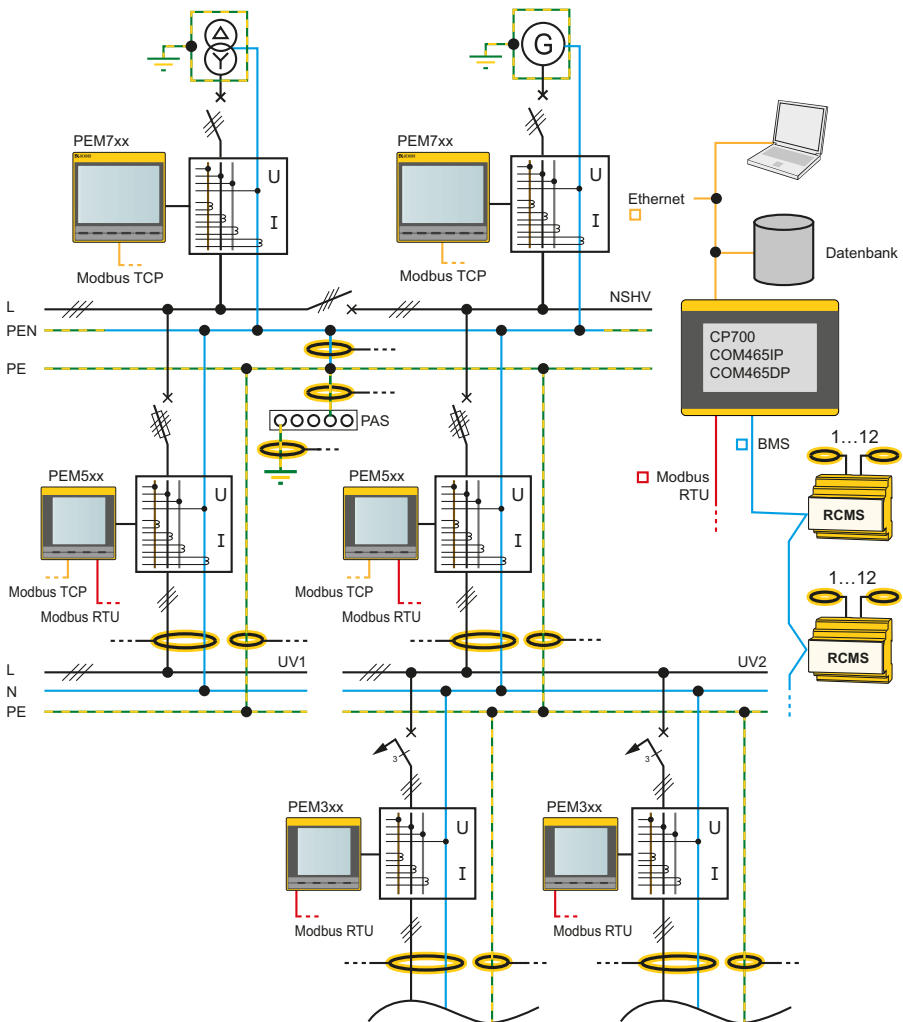 G
PEM7xx
PEM7xx
U
I
U
I
Modbus TCP
Modbus TCP
Ethernet
Datenbank
L
NSHV
PEN
PE
CP700
COM465IP
COM465DP
PAS
BMS
1...12
Modbus
RTU
RCMS
PEM5xx
PEM5xx
U
I
U
I
Modbus TCP
Modbus RTU
Modbus TCP
Modbus RTU
1...12
RCMS
L
UV1
UV2
N
PE
3
3
PEM3xx
PEM3xx
U
I
U
I
Modbus RTU
Modbus RTU